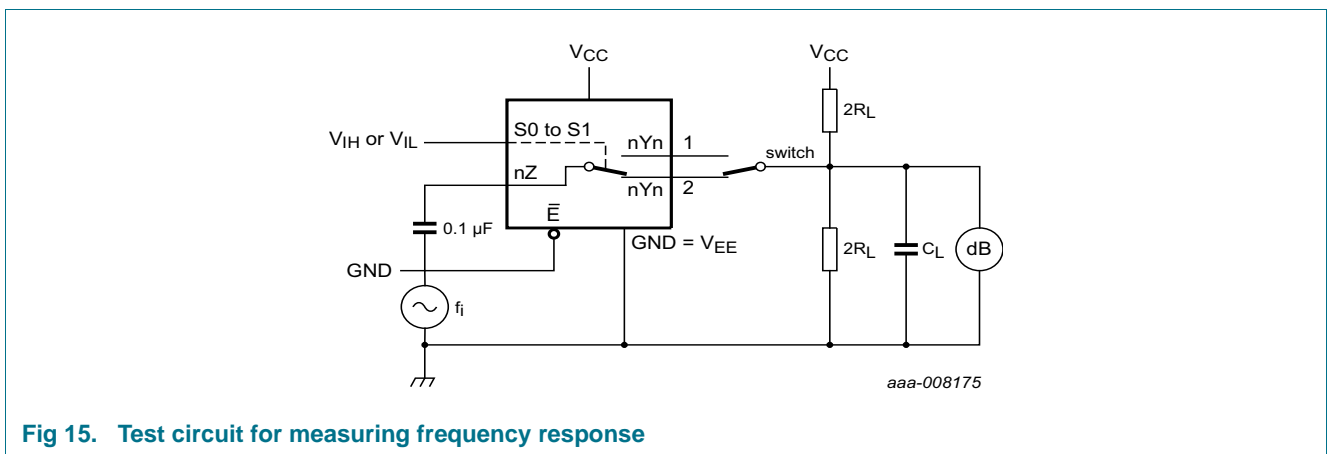 VCC
VCC
2RL
S0 to S1
VIH or VIL
nYn
1
switch
nZ
nYn
2
E̅
0.1 µF
GND = VEE
2RL
CL
dB
GND
fi
aaa-008175
Fig 15. Test circuit for measuring frequency response